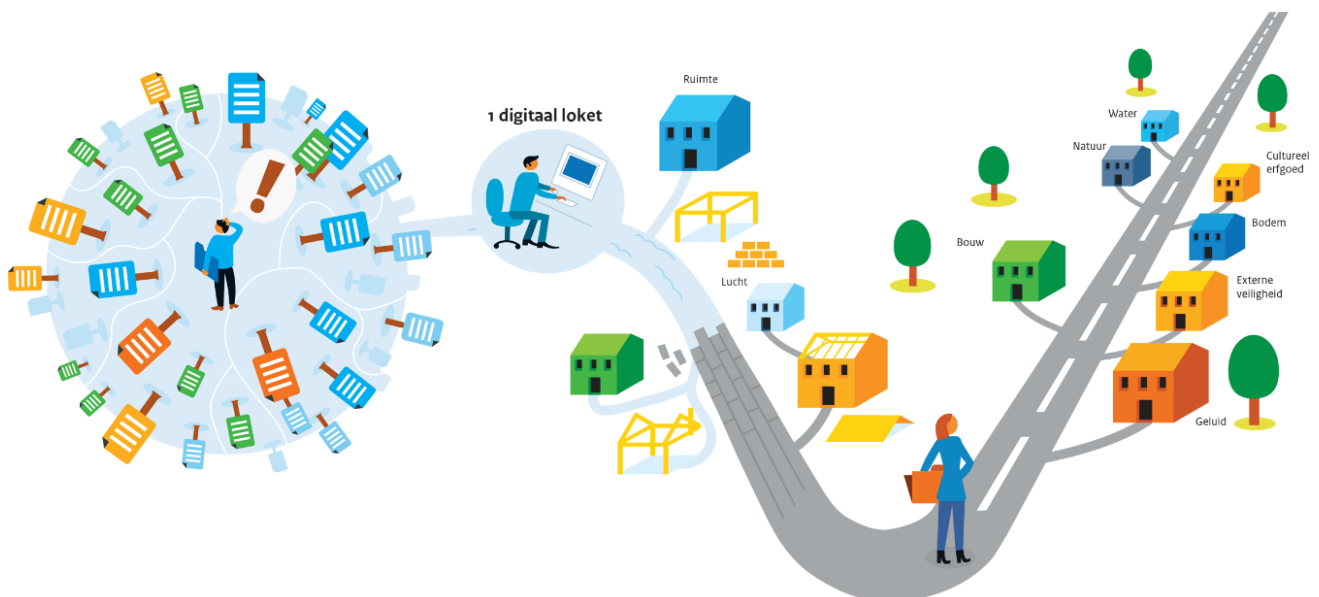 1 digitaal loket
Ruimte
Lucht
Bouw
Natuur
Water
Cultureel
erfgoed
Bodem
Externe
veiligheid
Geluid